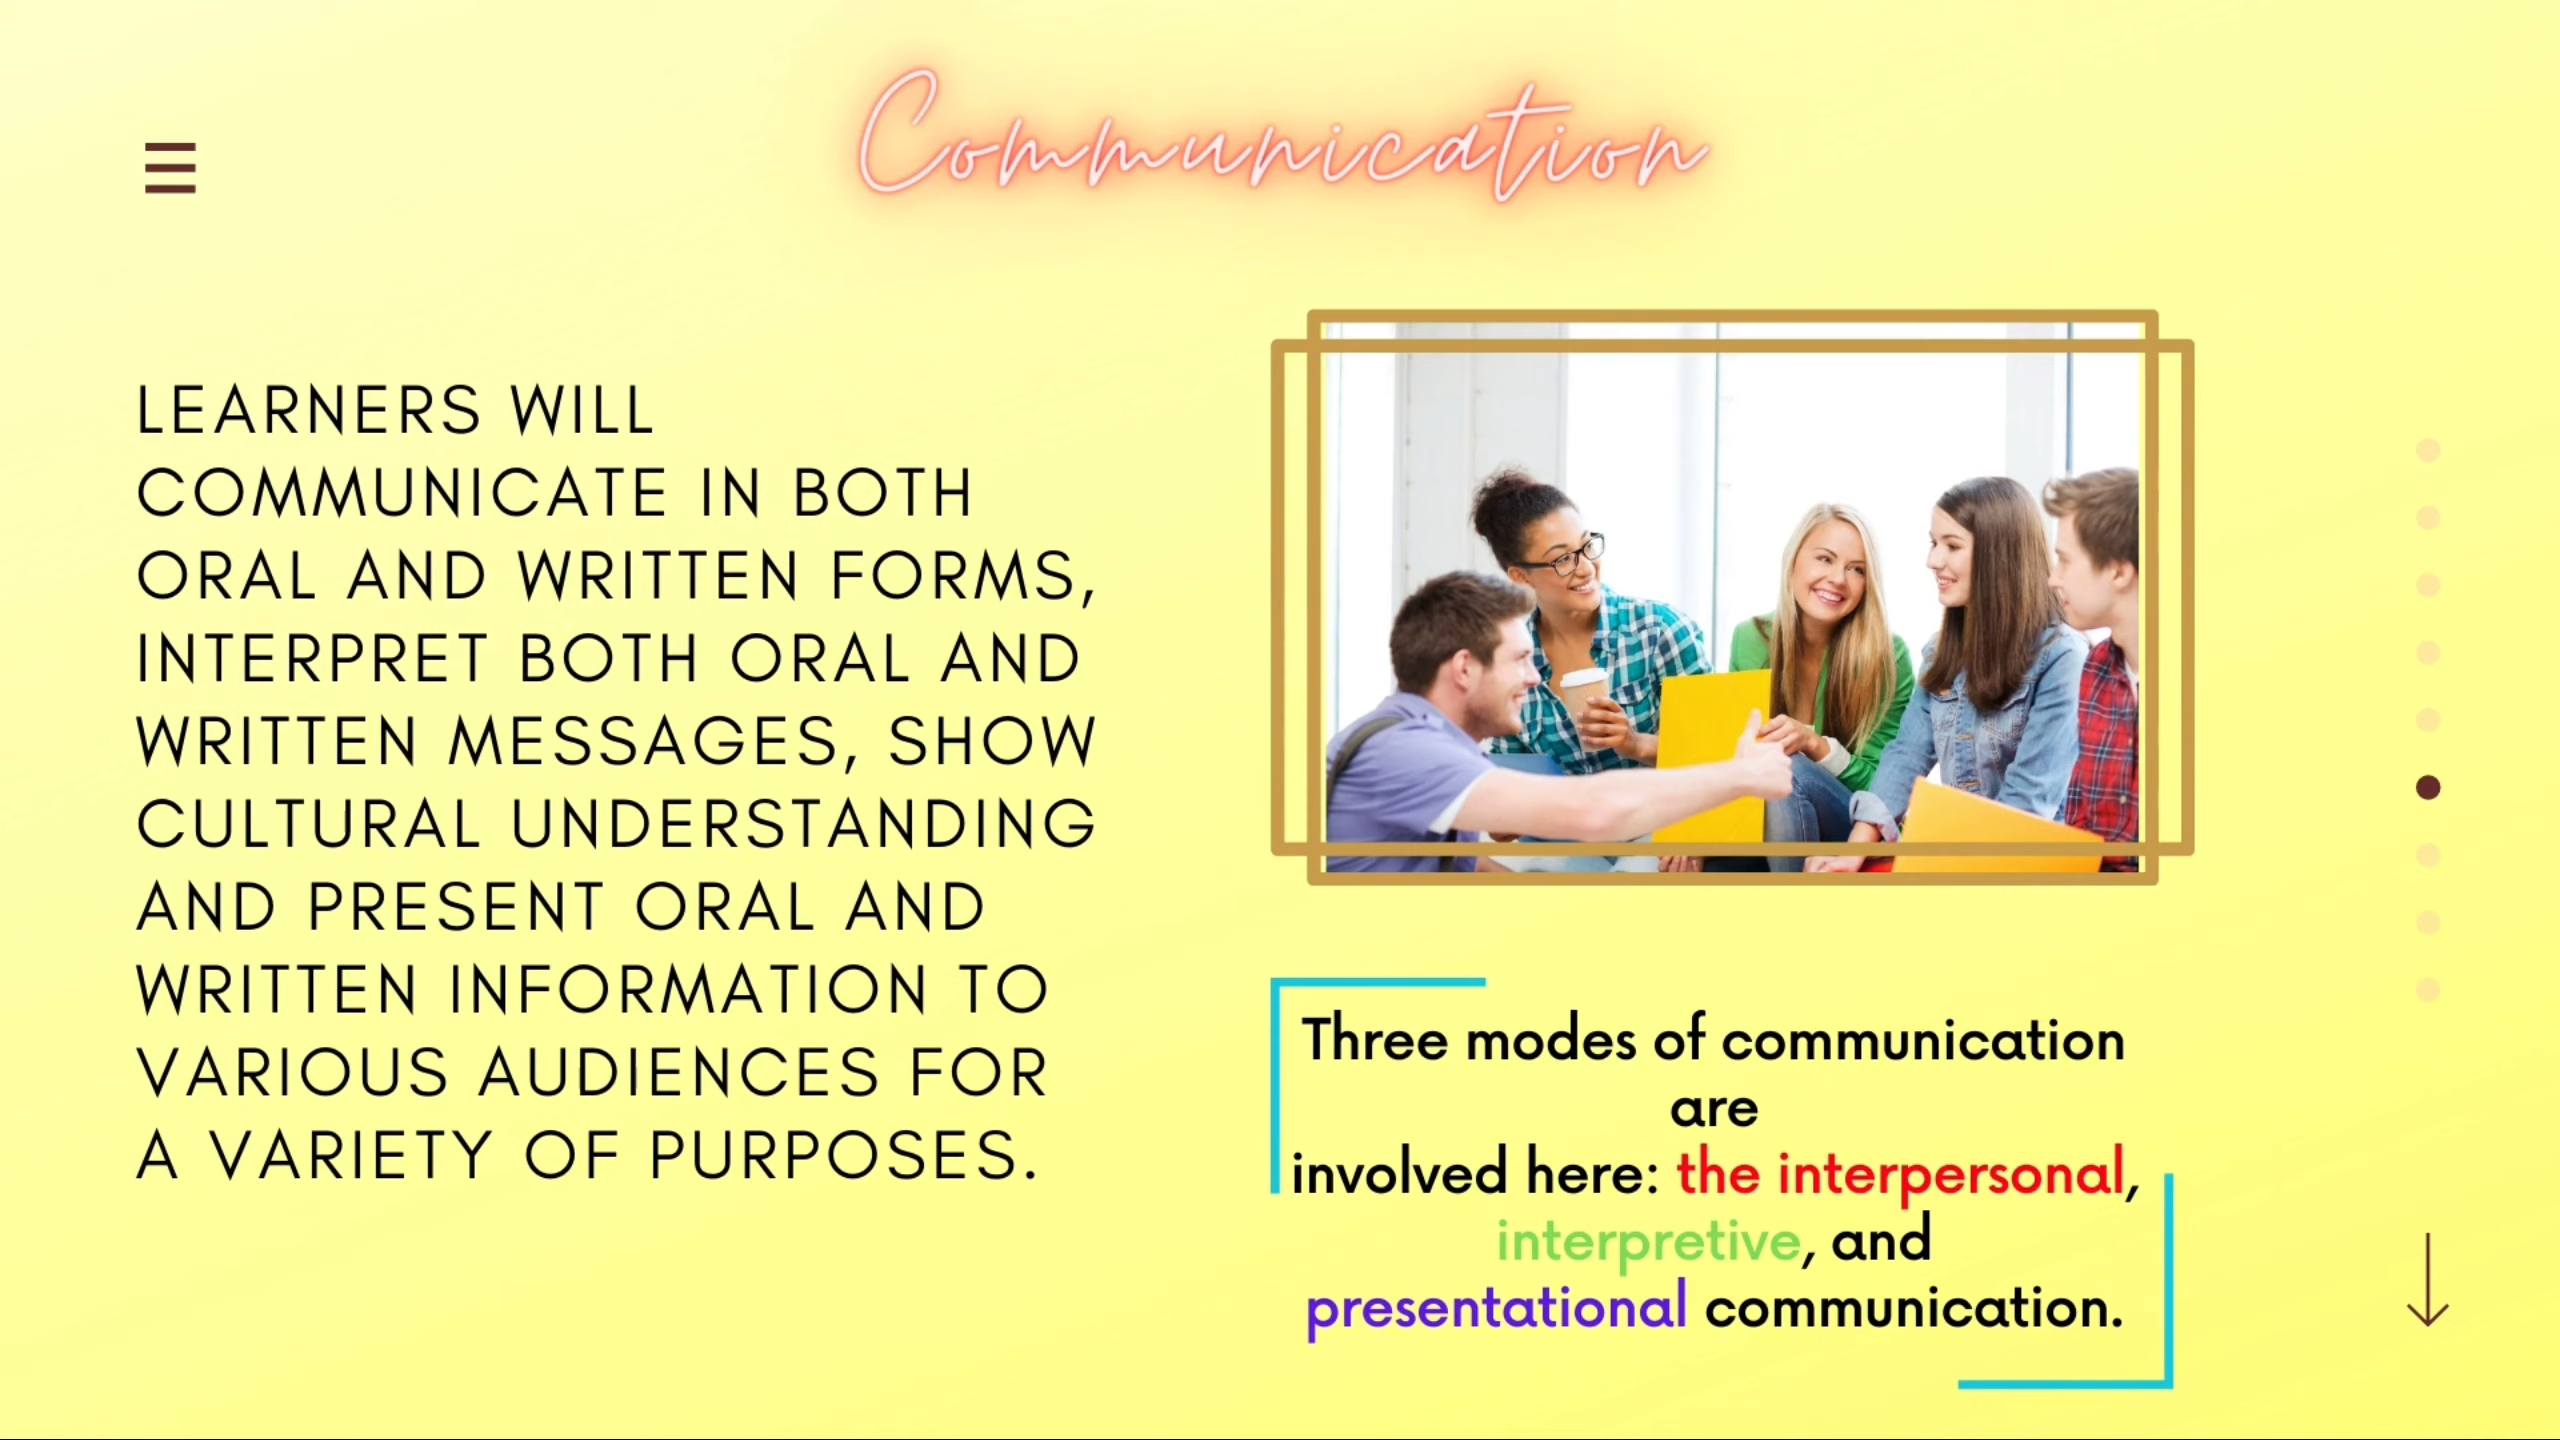 Communication
LEARNERS WILL
COMMUNICATE IN BOTH
ORAL AND WRITTEN FORMS,
INTERPRET BOTH ORAL AND
WRITTEN MESSAGES, SHOW
CULTURAL UNDERSTANDING
AND PRESENT ORAL AND
WRITTEN INFORMATION TO
VARIOUS AUDIENCES FOR
A VARIETY OF PURPOSES.
Three modes of communication
are
involved here: the interpersonal,
interpretive, and
presentational communication.